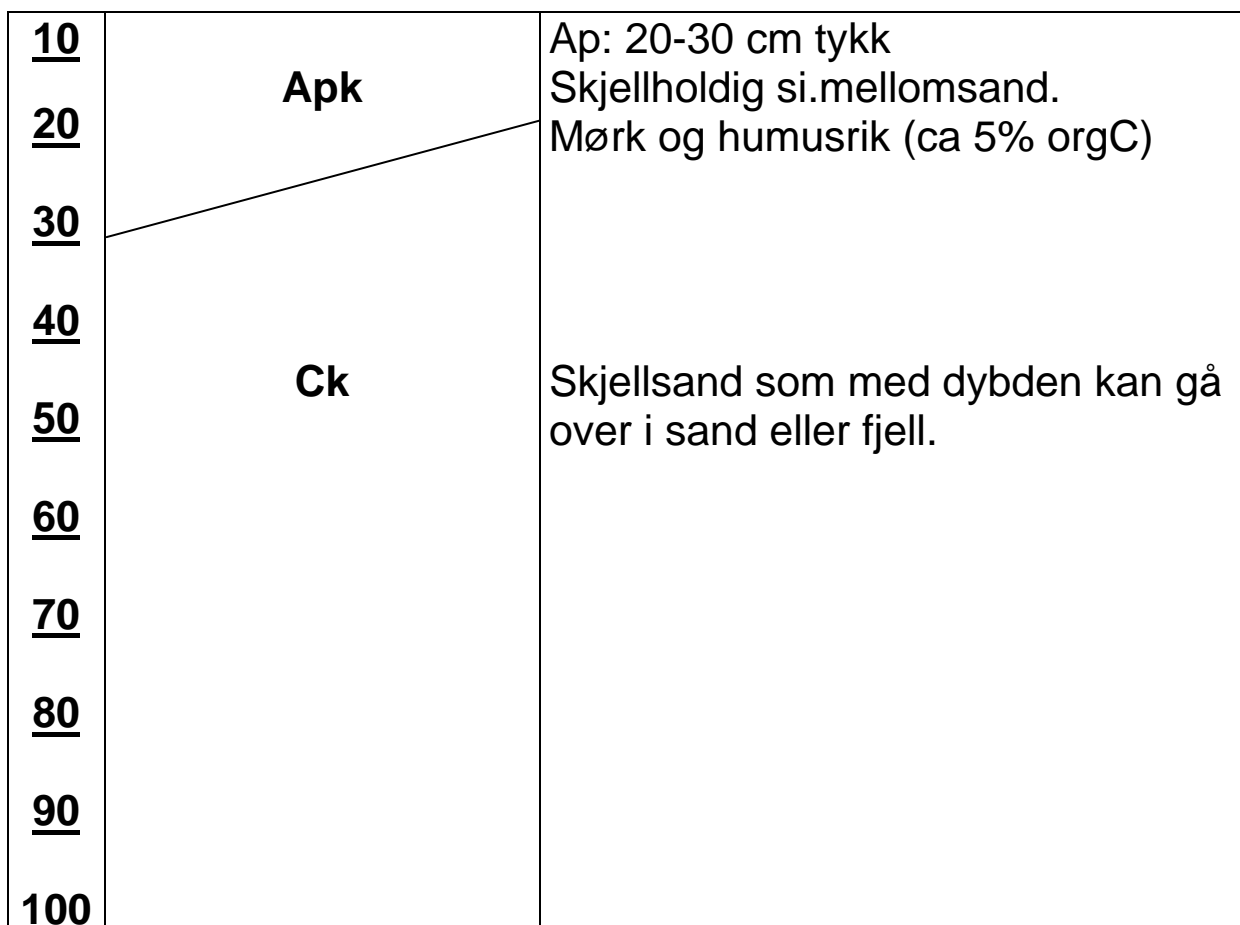 10
Ap: 20-30 cm tykk
Apk
Skjellholdig si.mellomsand.
20
Mørk og humusrik (ca 5% orgC)
30
40
Ck
Skjellsand som med dybden kan gå
50
over i sand eller fjell.
60
70
80
90
100